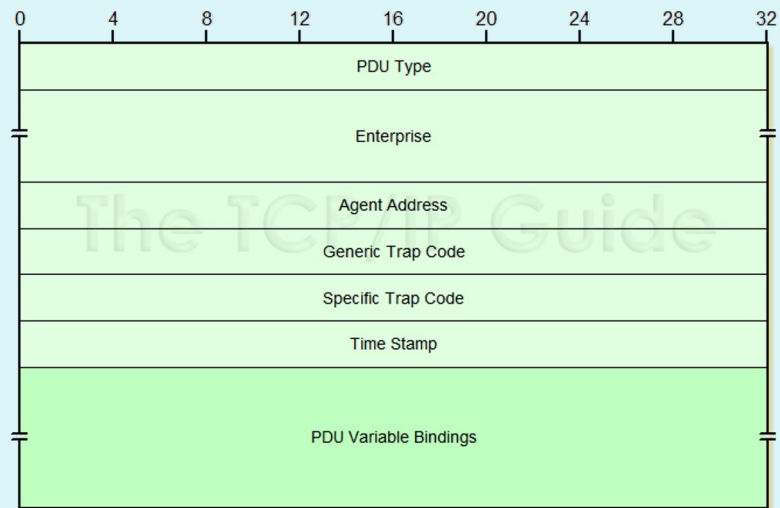 0 4 8 12 16 20 24 28 32
PDU Type
Enterprise
The TCP/IP Guide
Agent Address
Generic Trap Code
Specific Trap Code
Time Stamp
PDU Variable Bindings